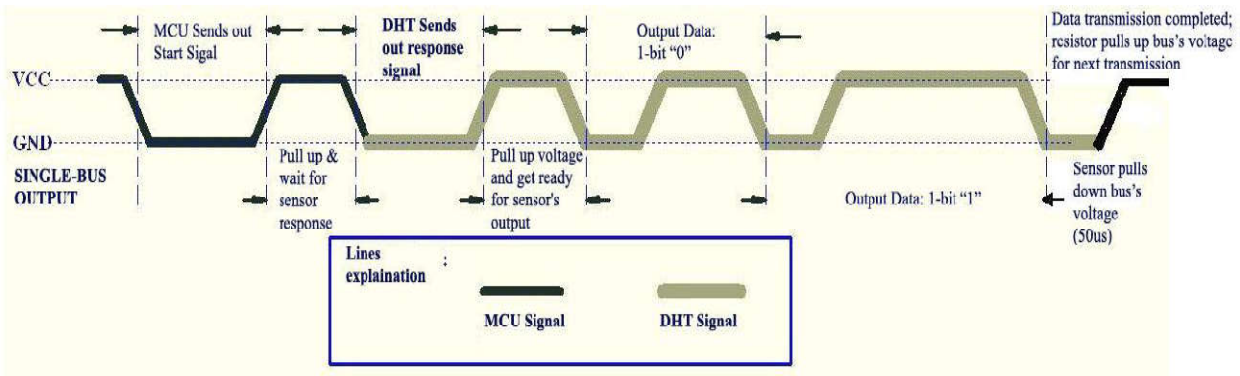 MCU Sends out
Start Sigal
DHT Sends
out response
signal
Output Data:
1-bit "0"
Data transmission completed;
resistor pulls up bus's voltage
for next transmission
VCC
GND
SINGLE-BUS
OUTPUT
Pull up &
wait for
sensor
response
Pull up voltage
and get ready
for sensor's
output
Output Data: 1-bit "1"
Sensor pulls
down bus's
voltage
(50us)
Lines :
explaination
MCU Signal
DHT Signal